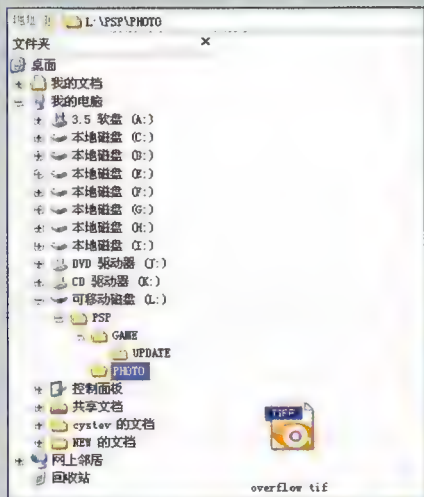 L:\PSP\PHOTO
文件夹
桌面
我的文档
我的电脑
3.5 软盘 (A:)
本地磁盘 (C:)
本地磁盘 (D:)
本地磁盘 (E:)
本地磁盘 (F:)
本地磁盘 (G:)
本地磁盘 (H:)
本地磁盘 (I:)
DVD 驱动器 (J:)
CD 驱动器 (K:)
可移动磁盘 (L:)
PSP
GAME
UPDATE
PHOTO
控制面板
共享文档
cystev 的文档
NEW 的文档
网上邻居
回收站
TIFF
overflow tif